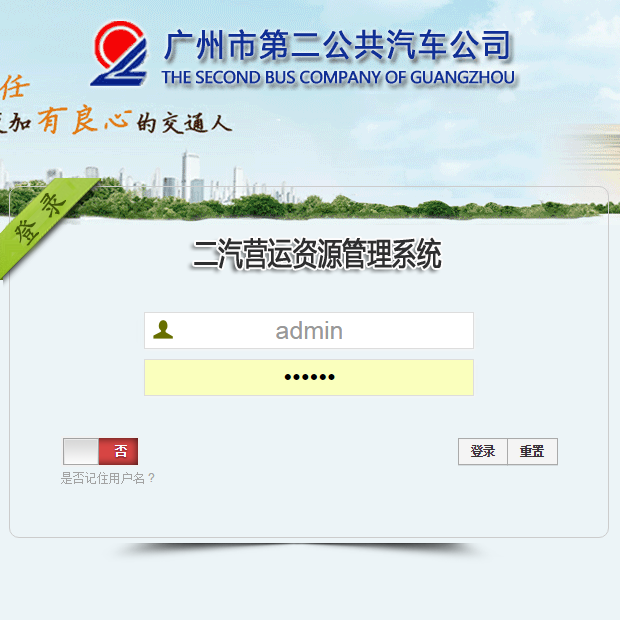 广州市第二公共汽车公司
THE SECOND BUS COMPANY OF GUANGZHOU
任
加有良心的交通人
登录
二汽营运资源管理系统
admin
••••••
否
登录 重置
是否记住用户名？